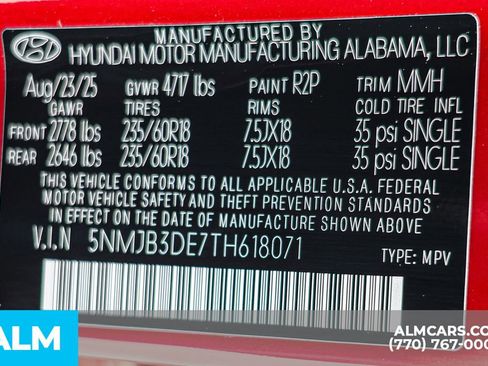 MANUFACTURED BY
HYUNDAI MOTOR MANUFACTURING ALABAMA, LLC
Aug/23/25 GVWR 4717 lbs PAINT R2P TRIM MMH
GAWR TIRES RIMS COLD TIRE INFL
FRONT 2778 lbs 235/60R18 7.5JX18 35 psi SINGLE
REAR 2646 lbs 235/60R18 7.5JX18 35 psi SINGLE
THIS VEHICLE CONFORMS TO ALL APPLICABLE U.S.A. FEDERAL
MOTOR VEHICLE SAFETY AND THEFT PREVENTION STANDARDS
IN EFFECT ON THE DATE OF MANUFACTURE SHOWN ABOVE.
V.I.N 5NMJB3DE7TH618071
TYPE: MPV
ALM
ALMCARS.CO
(770) 767-000